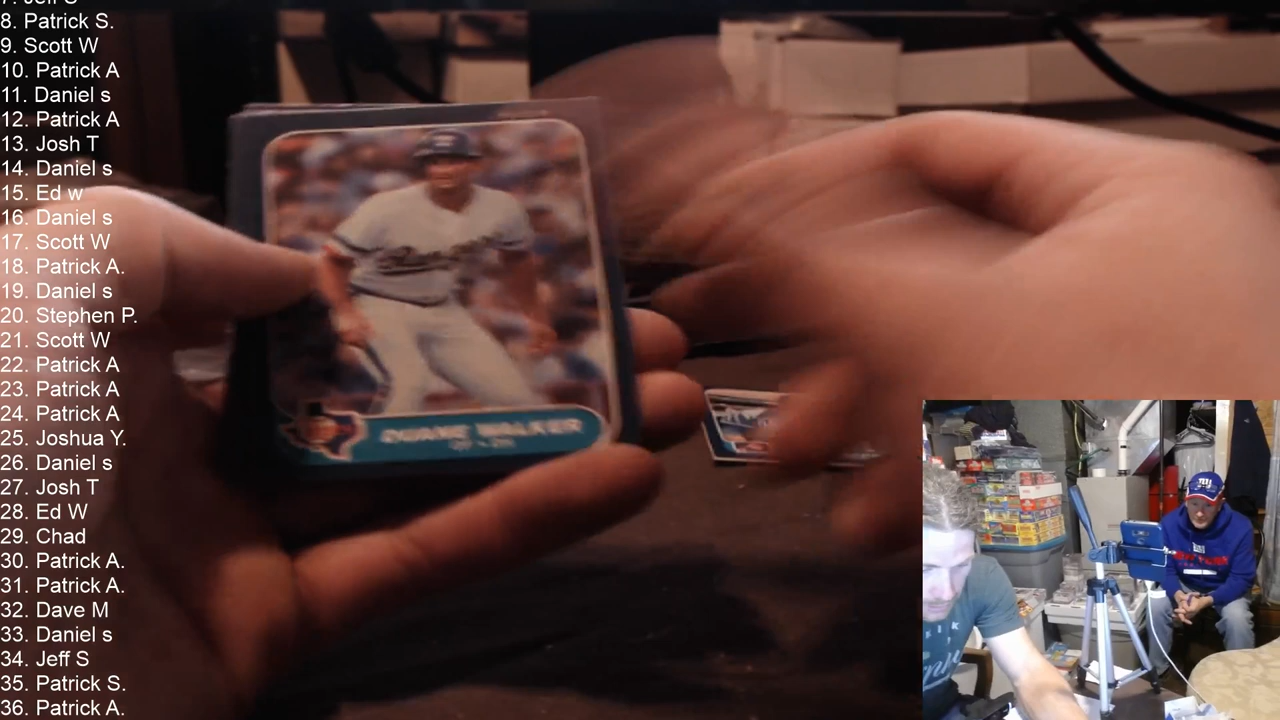 8. Patrick S.
9. Scott W
10. Patrick A
11. Daniel s
12. Patrick A
13. Josh T
14. Daniel s
15. Ed w
16. Daniel s
17. Scott W
18. Patrick A.
19. Daniel s
20. Stephen P.
21. Scott W
22. Patrick A
23. Patrick A
24. Patrick A
25. Joshua Y.
26. Daniel s
27. Josh T
28. Ed W
29. Chad
30. Patrick A.
31. Patrick A.
32. Dave M
33. Daniel s
34. Jeff S
35. Patrick S.
36. Patrick A.
DUANE WALKER